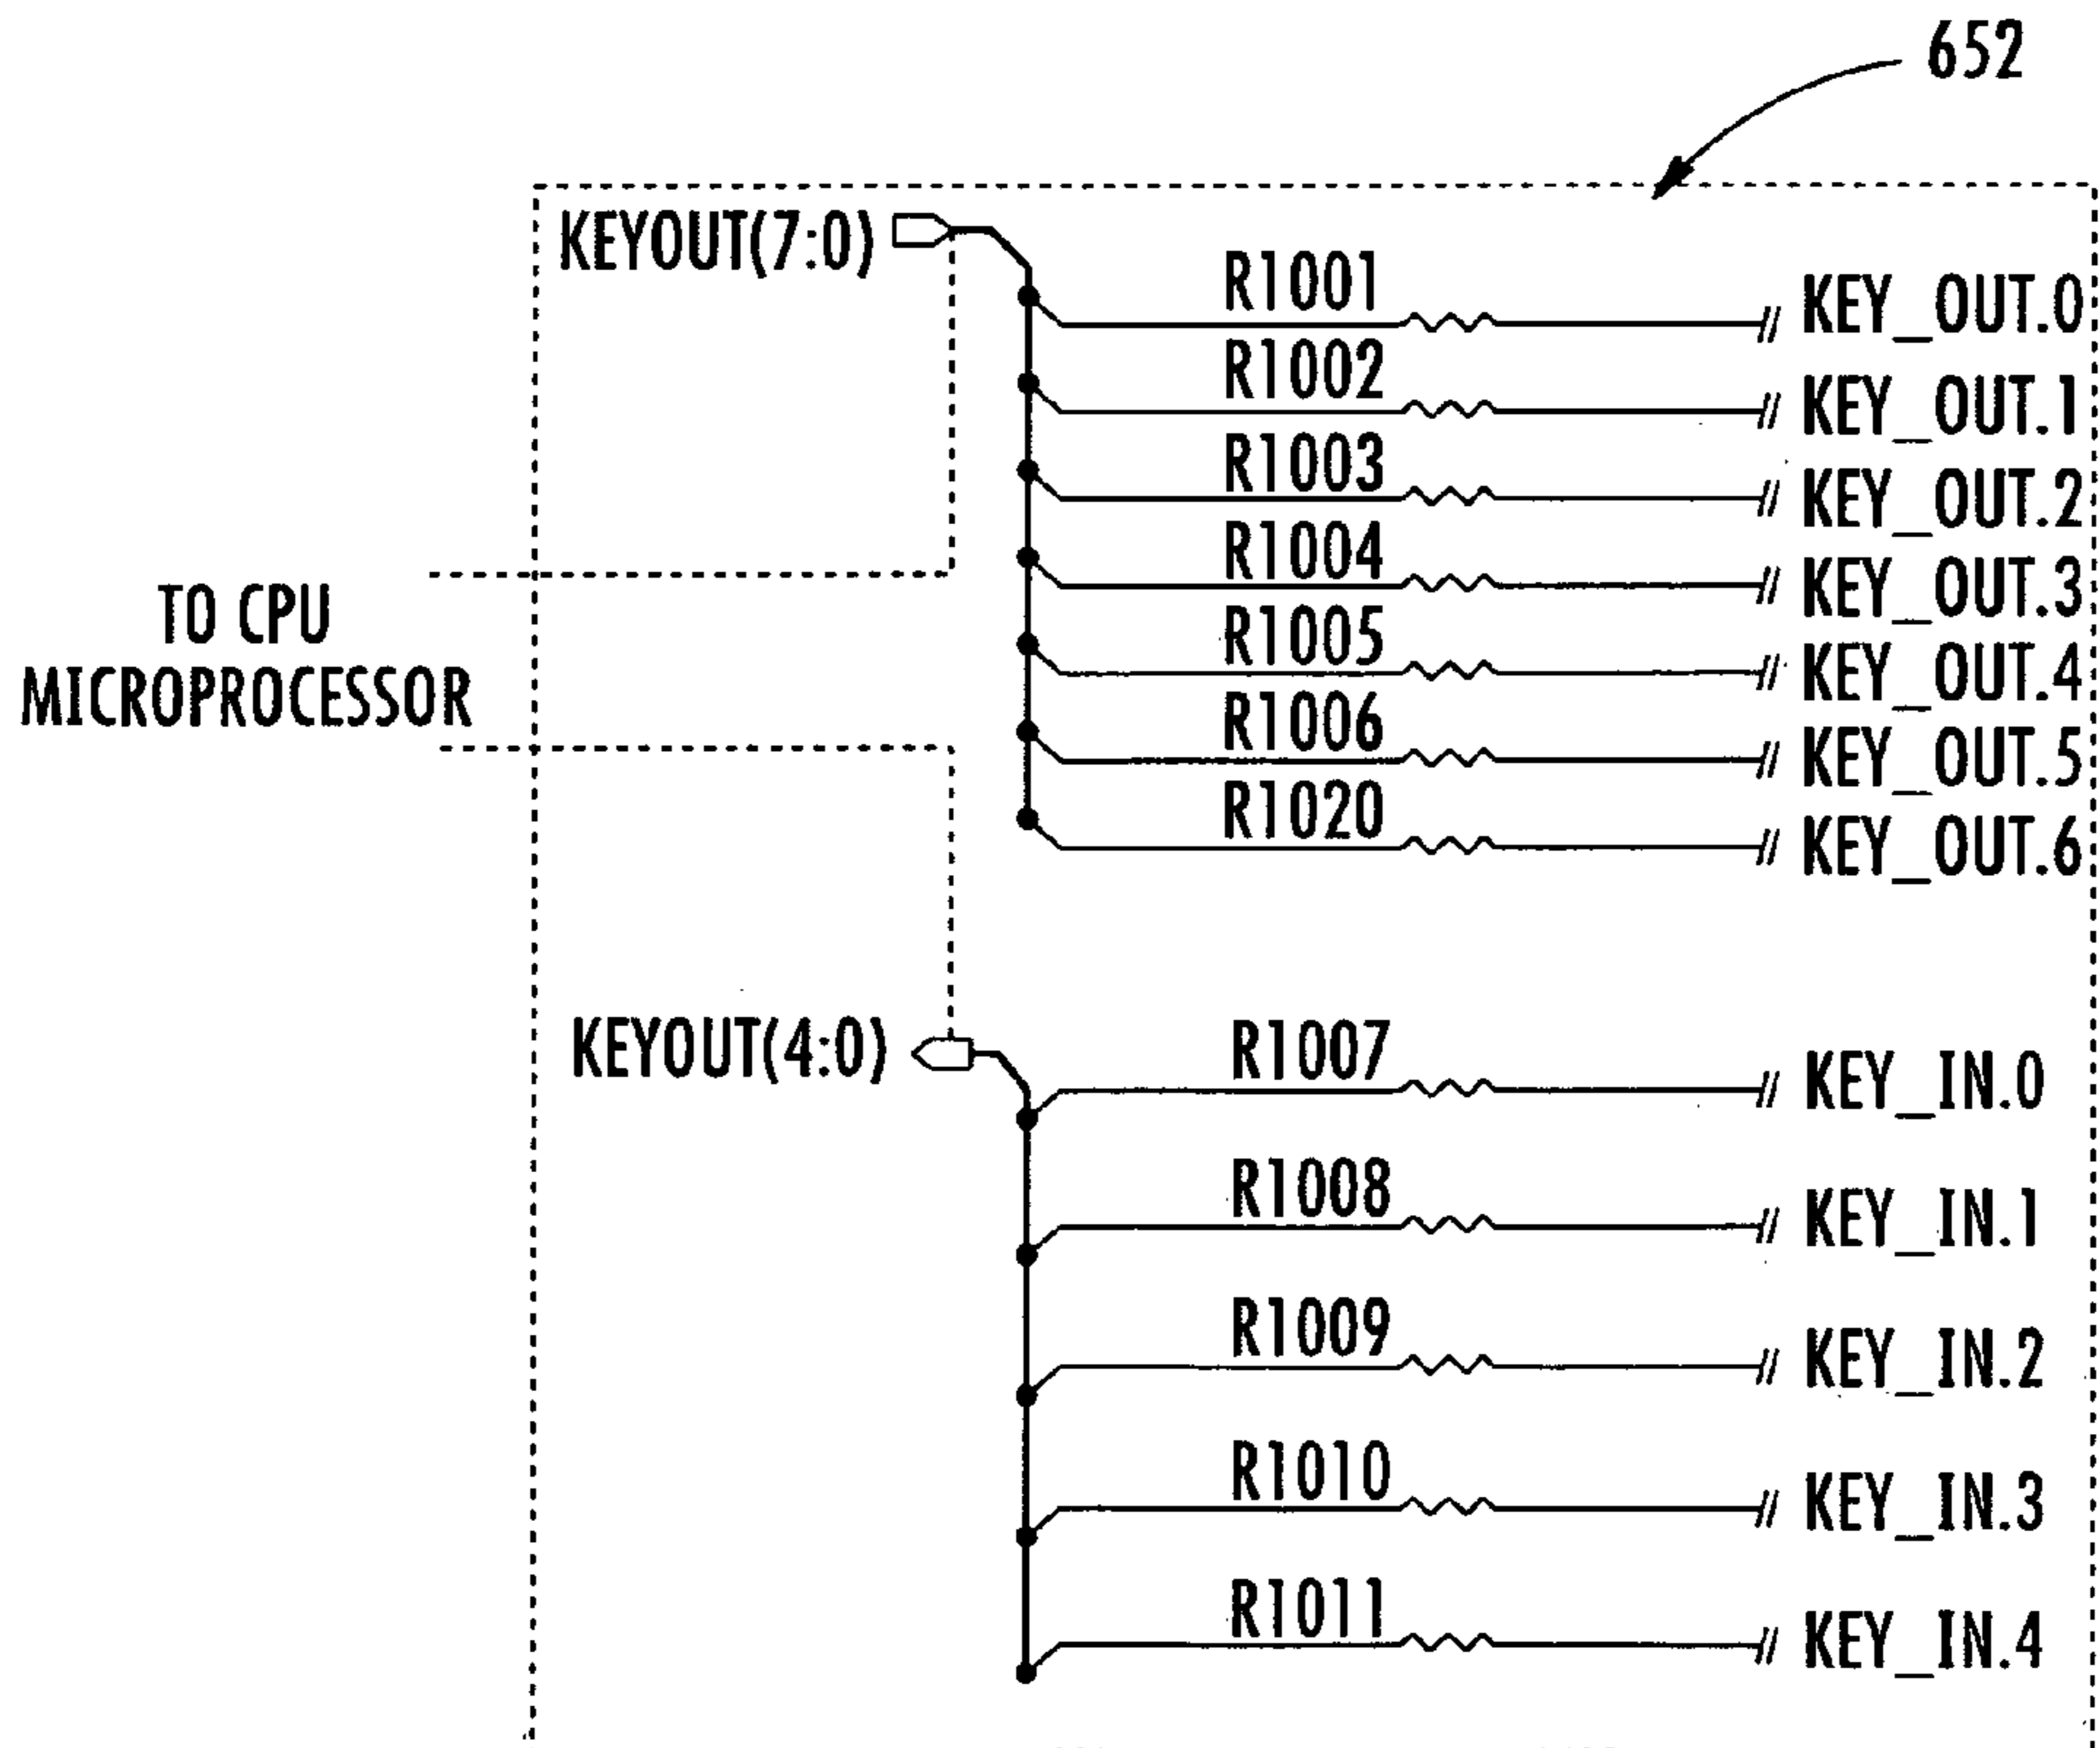 652
KEYOUT(7:0)
R1001 KEY_OUT.0
R1002 KEY_OUT.1
R1003 KEY_OUT.2
R1004 KEY_OUT.3
R1005 KEY_OUT.4
R1006 KEY_OUT.5
R1020 KEY_OUT.6
TO CPU
MICROPROCESSOR
KEYOUT(4:0)
R1007 KEY_IN.0
R1008 KEY_IN.1
R1009 KEY_IN.2
R1010 KEY_IN.3
R1011 KEY_IN.4